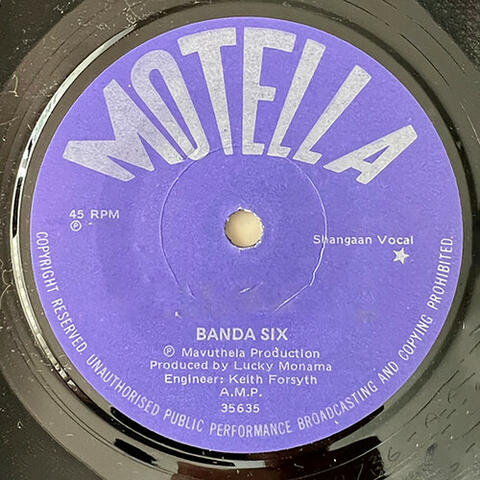 MOTELLA
45 RPM
Ⓟ
Shangaan Vocal
BANDA SIX
Ⓟ Mavuthela Production
Produced by Lucky Monama
Engineer: Keith Forsyth
A.M.P.
35635
COPYRIGHT RESERVED. UNAUTHORISED PUBLIC PERFORMANCE BROADCASTING AND COPYING PROHIBITED.